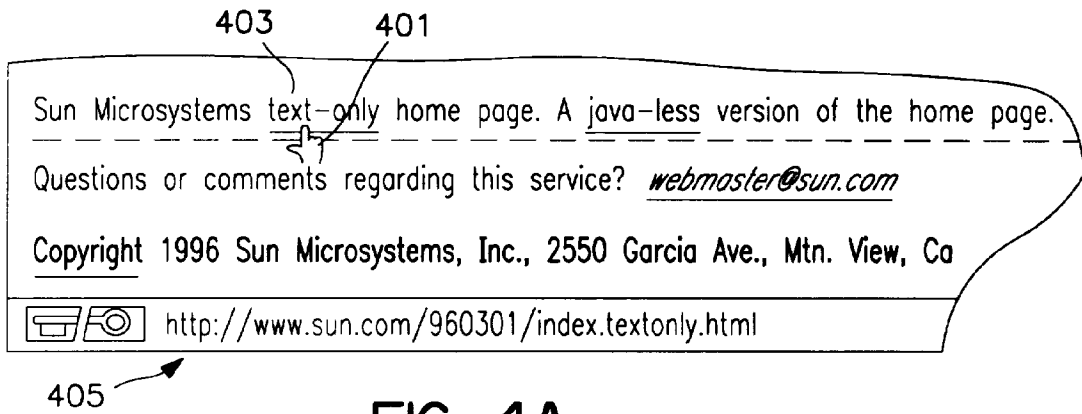 403 401
Sun Microsystems text-only home page. A java-less version of the home page.
Questions or comments regarding this service? webmaster@sun.com
Copyright 1996 Sun Microsystems, Inc., 2550 Garcia Ave., Mtn. View, Ca
http://www.sun.com/960301/index.textonly.html
405
FIG. 4A